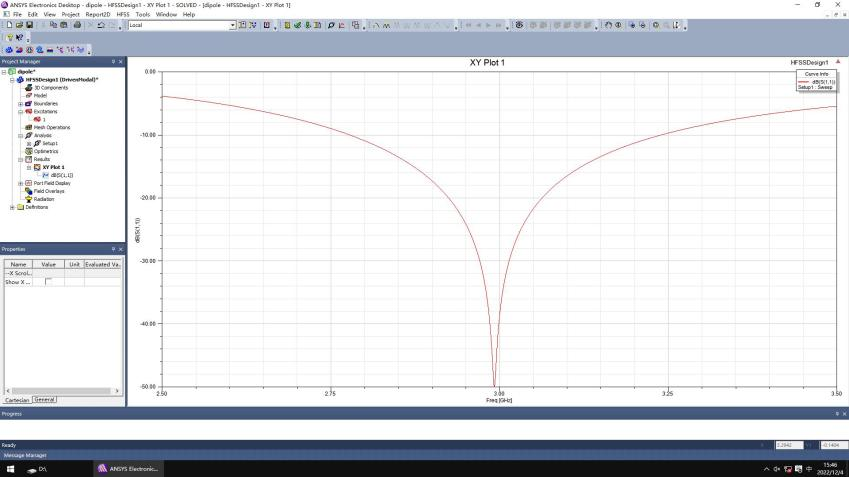 ANSYS Electronics Desktop - dipole - HFSSDesign1 - XY Plot 1 - SOLVED - [dipole - HFSSDesign1 - XY Plot 1]
File Edit View Project Report2D HFSS Tools Window Help
Local
Project Manager
dipole*
HFSSDesign1 (DrivenModal)*
3D Components
Model
Boundaries
Excitations
1
Mesh Operations
Analysis
Setup1
Optimetrics
Results
XY Plot 1
dB(S(1,1))
Port Field Display
Field Overlays
Radiation
Definitions
Properties
Name Value Unit Evaluated Va..
--X Scrol..
Show X ...
Cartesian General
XY Plot 1
HFSSDesign1
Curve Info
dB(S(1,1))
Setup1 : Sweep
0.00
-10.00
-20.00
-30.00
-40.00
-50.00
dB(S(1,1))
2.50 2.75 3.00 3.25 3.50
Freq [GHz]
Progress
Ready
-0.1404
Message Manager
D:\
ANSYS Electronic...
中
15:46
2022/12/4